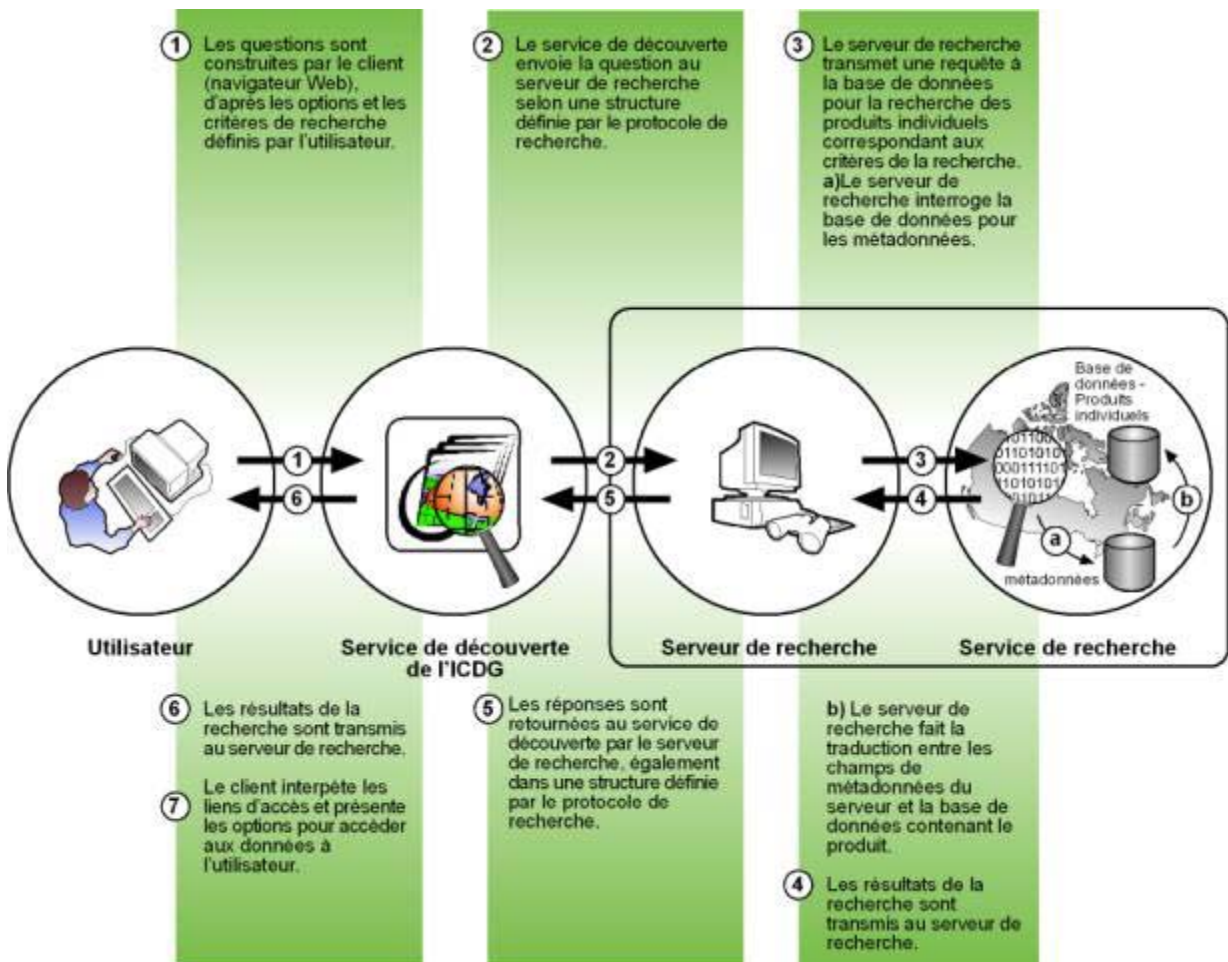 1 Les questions sont
construites par le client
(navigateur Web),
d'après les options et les
critères de recherche
définis par l'utilisateur.
2 Le service de découverte
envoie la question au
serveur de recherche
selon une structure
définie par le protocole de
recherche.
3 Le serveur de recherche
transmet une requête à
la base de données
pour la recherche des
produits individuels
correspondant aux
critères de la recherche.
a)Le serveur de
recherche interroge la
base de données pour
les métadonnées.
Base de
données -
Produits
individuels
1
6
2
5
3
4
a
b
métadonnées
Utilisateur
Service de découverte
de l'ICDG
Serveur de recherche
Service de recherche
6 Les résultats de la
recherche sont transmis
au serveur de recherche.
7 Le client interpète les
liens d'accès et présente
les options pour accèder
aux données à
l'utilisateur.
5 Les réponses sont
retournées au service de
découverte par le serveur
de recherche, également
dans une structure définie
par le protocole de
recherche.
b) Le serveur de
recherche fait la
traduction entre les
champs de
métadonnées du
serveur et la base de
données contenant le
produit.
4 Les résultats de la
recherche sont
transmis au serveur de
recherche.